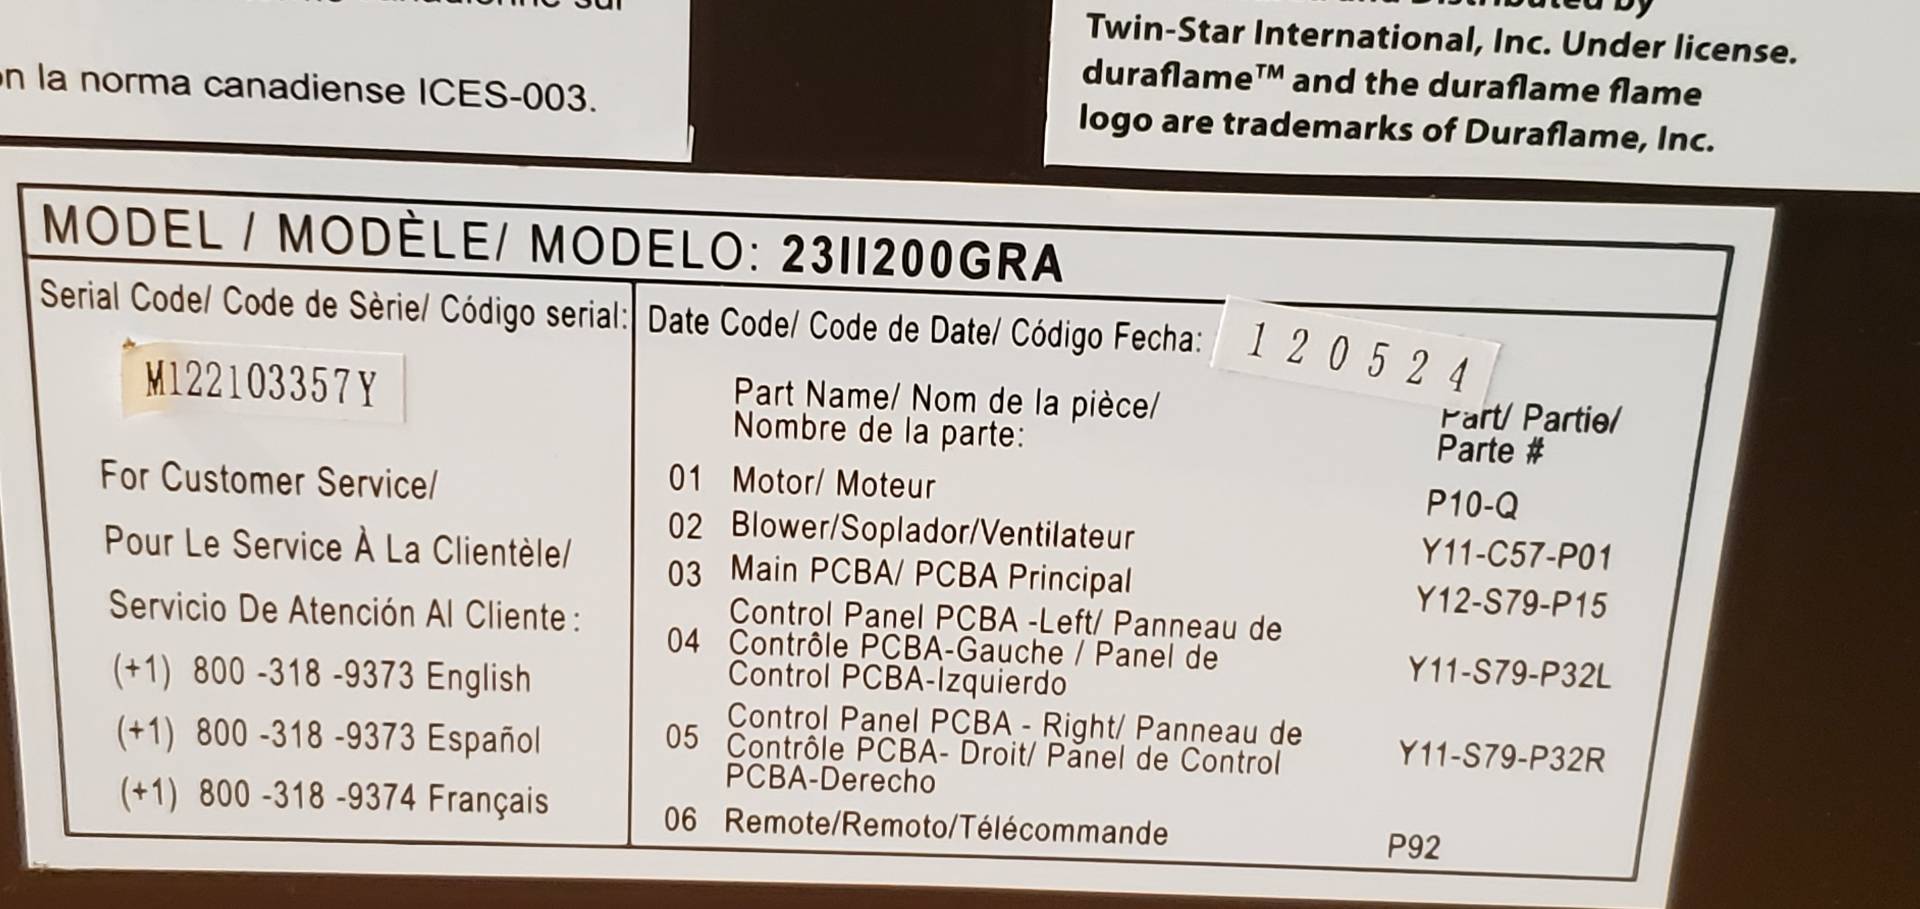 sur
la norma canadiense ICES-003.
by
Twin-Star International, Inc. Under license.
duraflame™ and the duraflame flame
logo are trademarks of Duraflame, Inc.
MODEL / MODÈLE/ MODELO: 23II200GRA
Serial Code/ Code de Sèrie/ Código serial:
M122103357Y
For Customer Service/
Pour Le Service À La Clientèle/
Servicio De Atención Al Cliente :
(+1) 800 -318 -9373 English
(+1) 800 -318 -9373 Español
(+1) 800 -318 -9374 Français
Date Code/ Code de Date/ Código Fecha: 120524
Part Name/ Nom de la pièce/
Nombre de la parte:
Part/ Partie/
Parte #
01 Motor/ Moteur P10-Q
02 Blower/Soplador/Ventilateur Y11-C57-P01
03 Main PCBA/ PCBA Principal Y12-S79-P15
Control Panel PCBA -Left/ Panneau de
04 Contrôle PCBA-Gauche / Panel de Y11-S79-P32L
Control PCBA-Izquierdo
Control Panel PCBA - Right/ Panneau de
05 Contrôle PCBA- Droit/ Panel de Control Y11-S79-P32R
PCBA-Derecho
06 Remote/Remoto/Télécommande P92